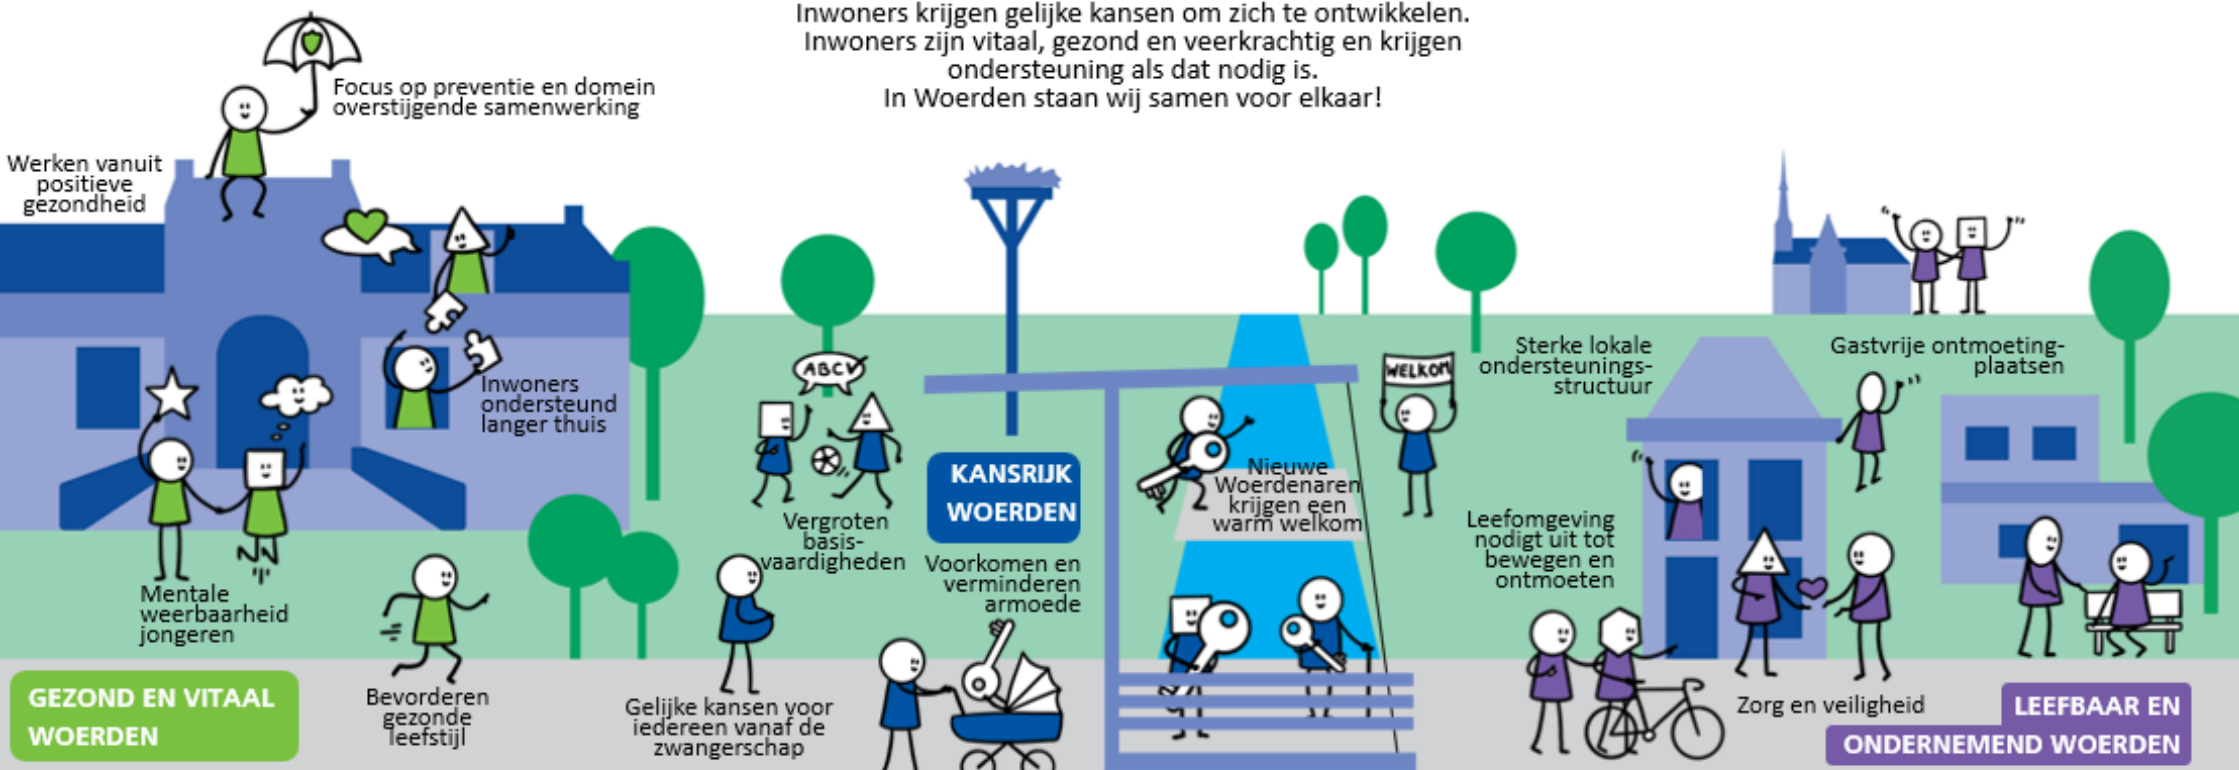 Inwoners krijgen gelijke kansen om zich te ontwikkelen.
Inwoners zijn vitaal, gezond en veerkrachtig en krijgen
ondersteuning als dat nodig is.
In Woerden staan wij samen voor elkaar!
Focus op preventie en domein
overstijgende samenwerking
Werken vanuit
positieve
gezondheid
Inwoners
ondersteund
langer thuis
Mentale
weerbaarheid
jongeren
Bevorderen
gezonde
leefstijl
GEZOND EN VITAAL
WOERDEN
ABCV
Vergroten
basis-
vaardigheden
KANSRIJK
WOERDEN
Voorkomen en
verminderen
armoede
Gelijke kansen voor
iedereen vanaf de
zwangerschap
WELKOM
Nieuwe
Woerdenaren
krijgen een
warm welkom
Sterke lokale
ondersteunings-
structuur
Gastvrije ontmoeting-
plaatsen
Leefomgeving
nodigt uit tot
bewegen en
ontmoeten
Zorg en veiligheid
LEEFBAAR EN
ONDERNEMEND WOERDEN